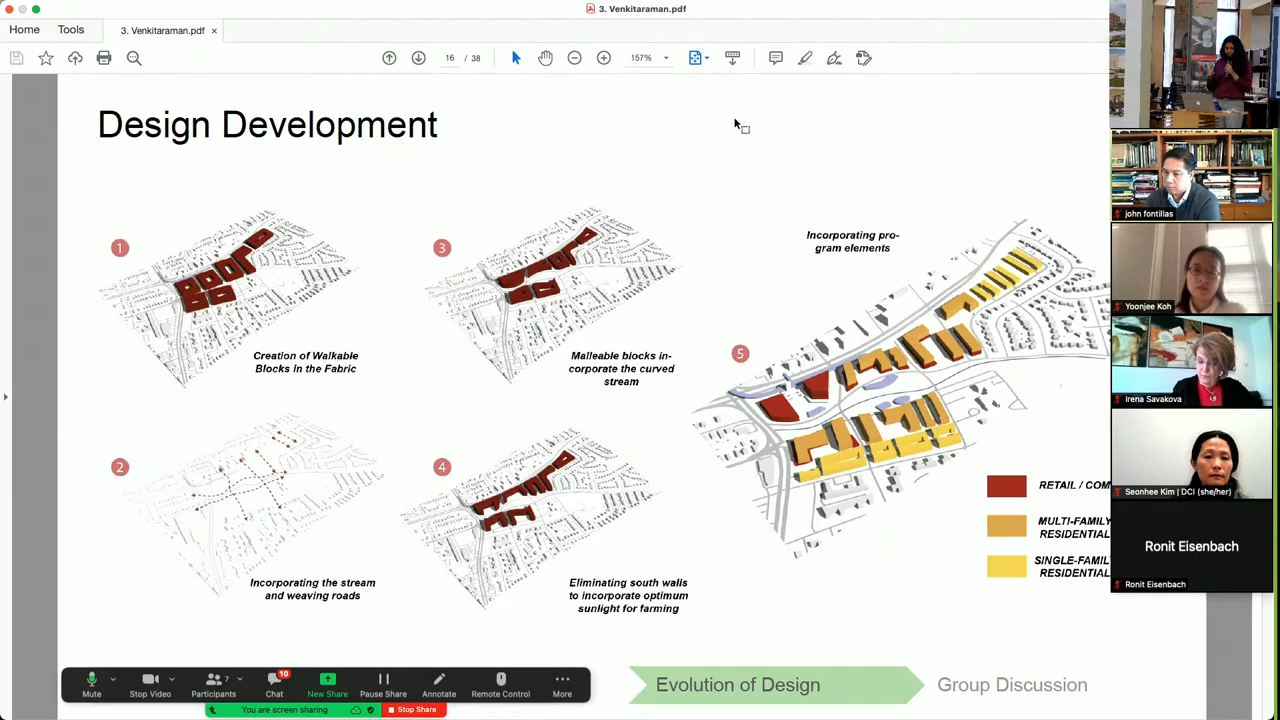 3. Venkitaraman.pdf
Home
Tools
3. Venkitaraman.pdf
16 / 38
157%
Design Development
1
Creation of Walkable
Blocks in the Fabric
2
Incorporating the stream
and weaving roads
3
Malleable blocks in-
corporate the curved
stream
4
Eliminating south walls
to incorporate optimum
sunlight for farming
Incorporating pro-
gram elements
5
RETAIL / COM
MULTI-FAMILY
RESIDENTIAL
SINGLE-FAMIL
RESIDENTIAL
Evolution of Design
Group Discussion
john fontillas
Yoonjee Koh
Irena Savakova
Seonhee Kim | DCI (she/her)
Ronit Eisenbach
Ronit Eisenbach
7
10
Mute
Stop Video
Participants
Chat
New Share
Pause Share
Annotate
Remote Control
More
You are screen sharing
Stop Share